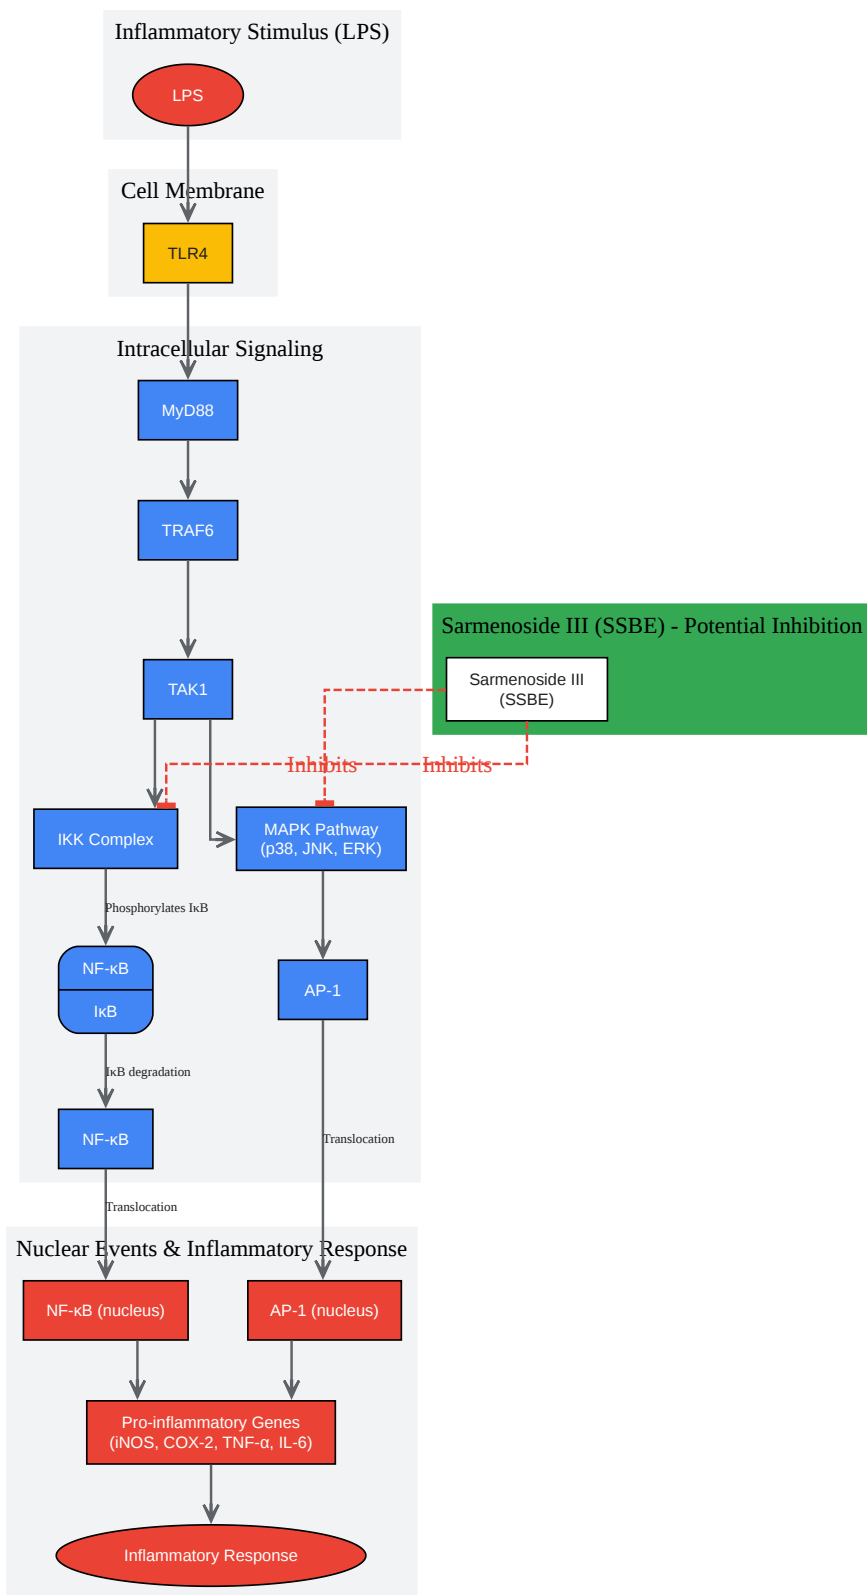 Inflammatory Stimulus (LPS)
LPS
Cell Membrane
TLR4
Intracellular Signaling
MyD88
TRAF6
Sarmenoside III (SSBE) - Potential Inhibition
Sarmenoside III
(SSBE)
TAK1
Inhibits
Inhibits
IKK Complex
MAPK Pathway
(p38, JNK, ERK)
Phosphorylates IκB
NF-κB
IκB
AP-1
IκB degradation
NF-κB
Translocation
Translocation
Nuclear Events & Inflammatory Response
NF-κB (nucleus)
AP-1 (nucleus)
Pro-inflammatory Genes
(iNOS, COX-2, TNF-α, IL-6)
Inflammatory Response